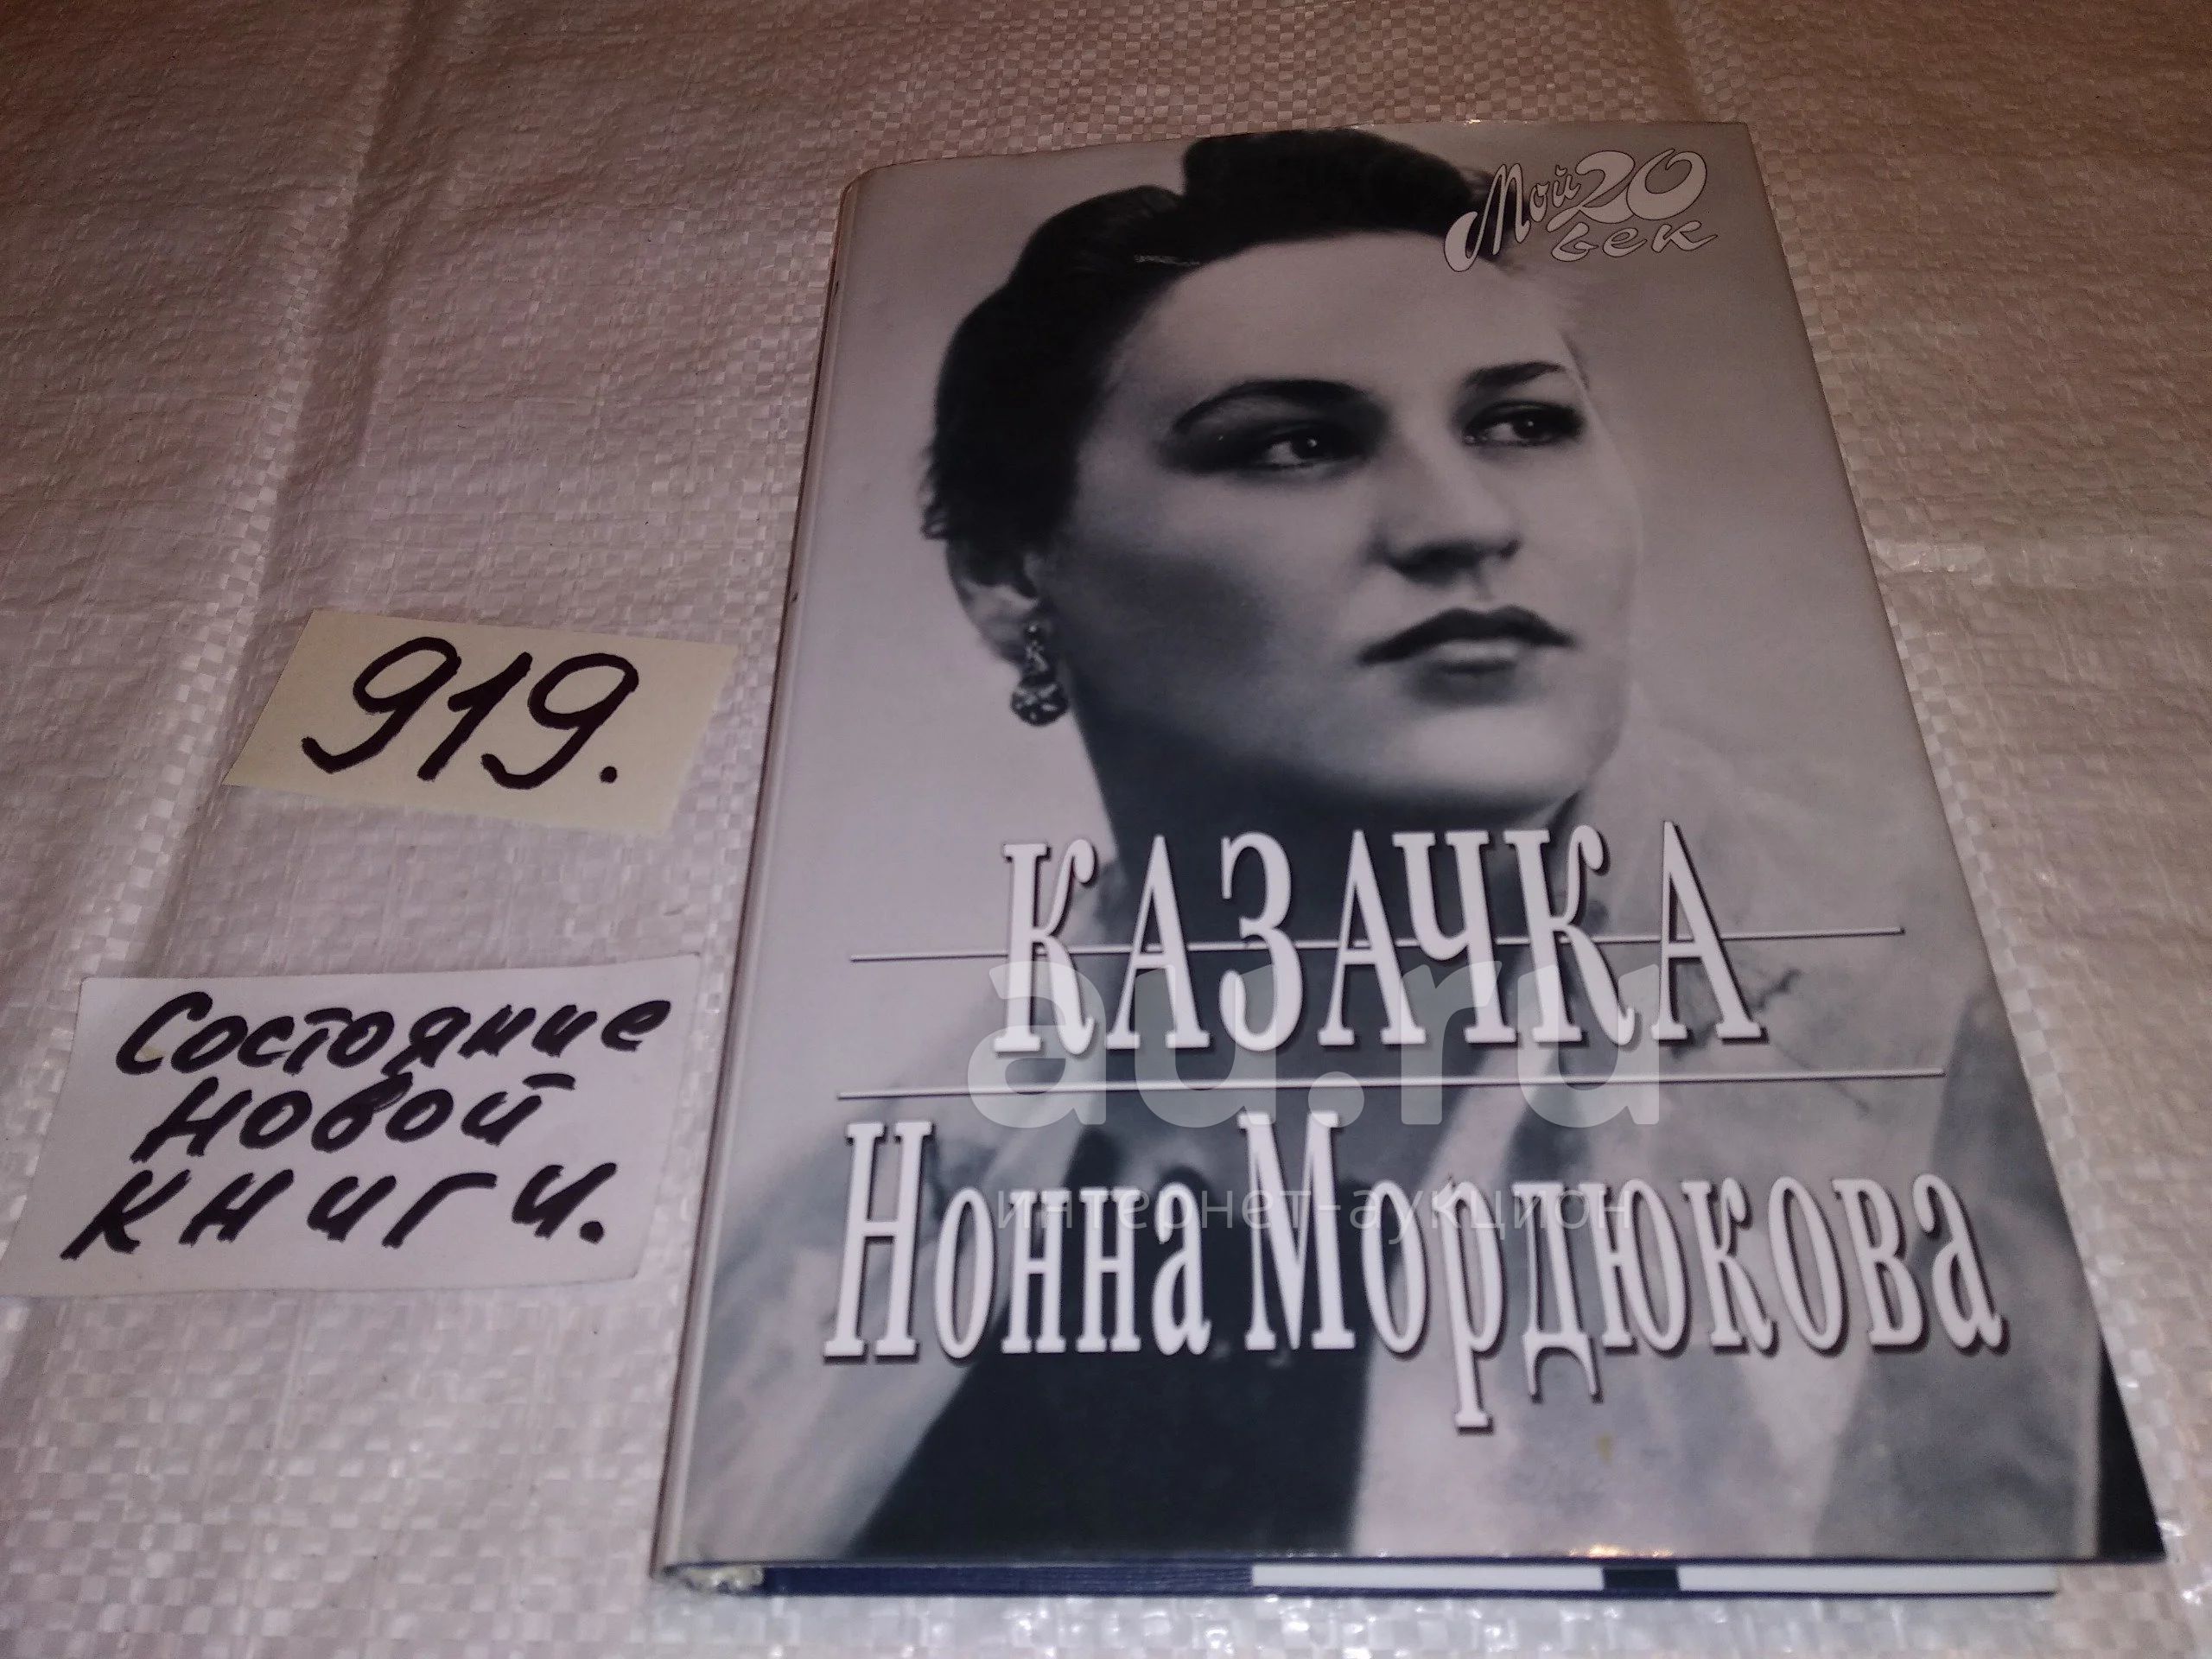 Мой 20
век
919.
КАЗАЧКА
au.ru
Состояние
новой
книги.
Нонна Мордюкова
интернет-аукцион